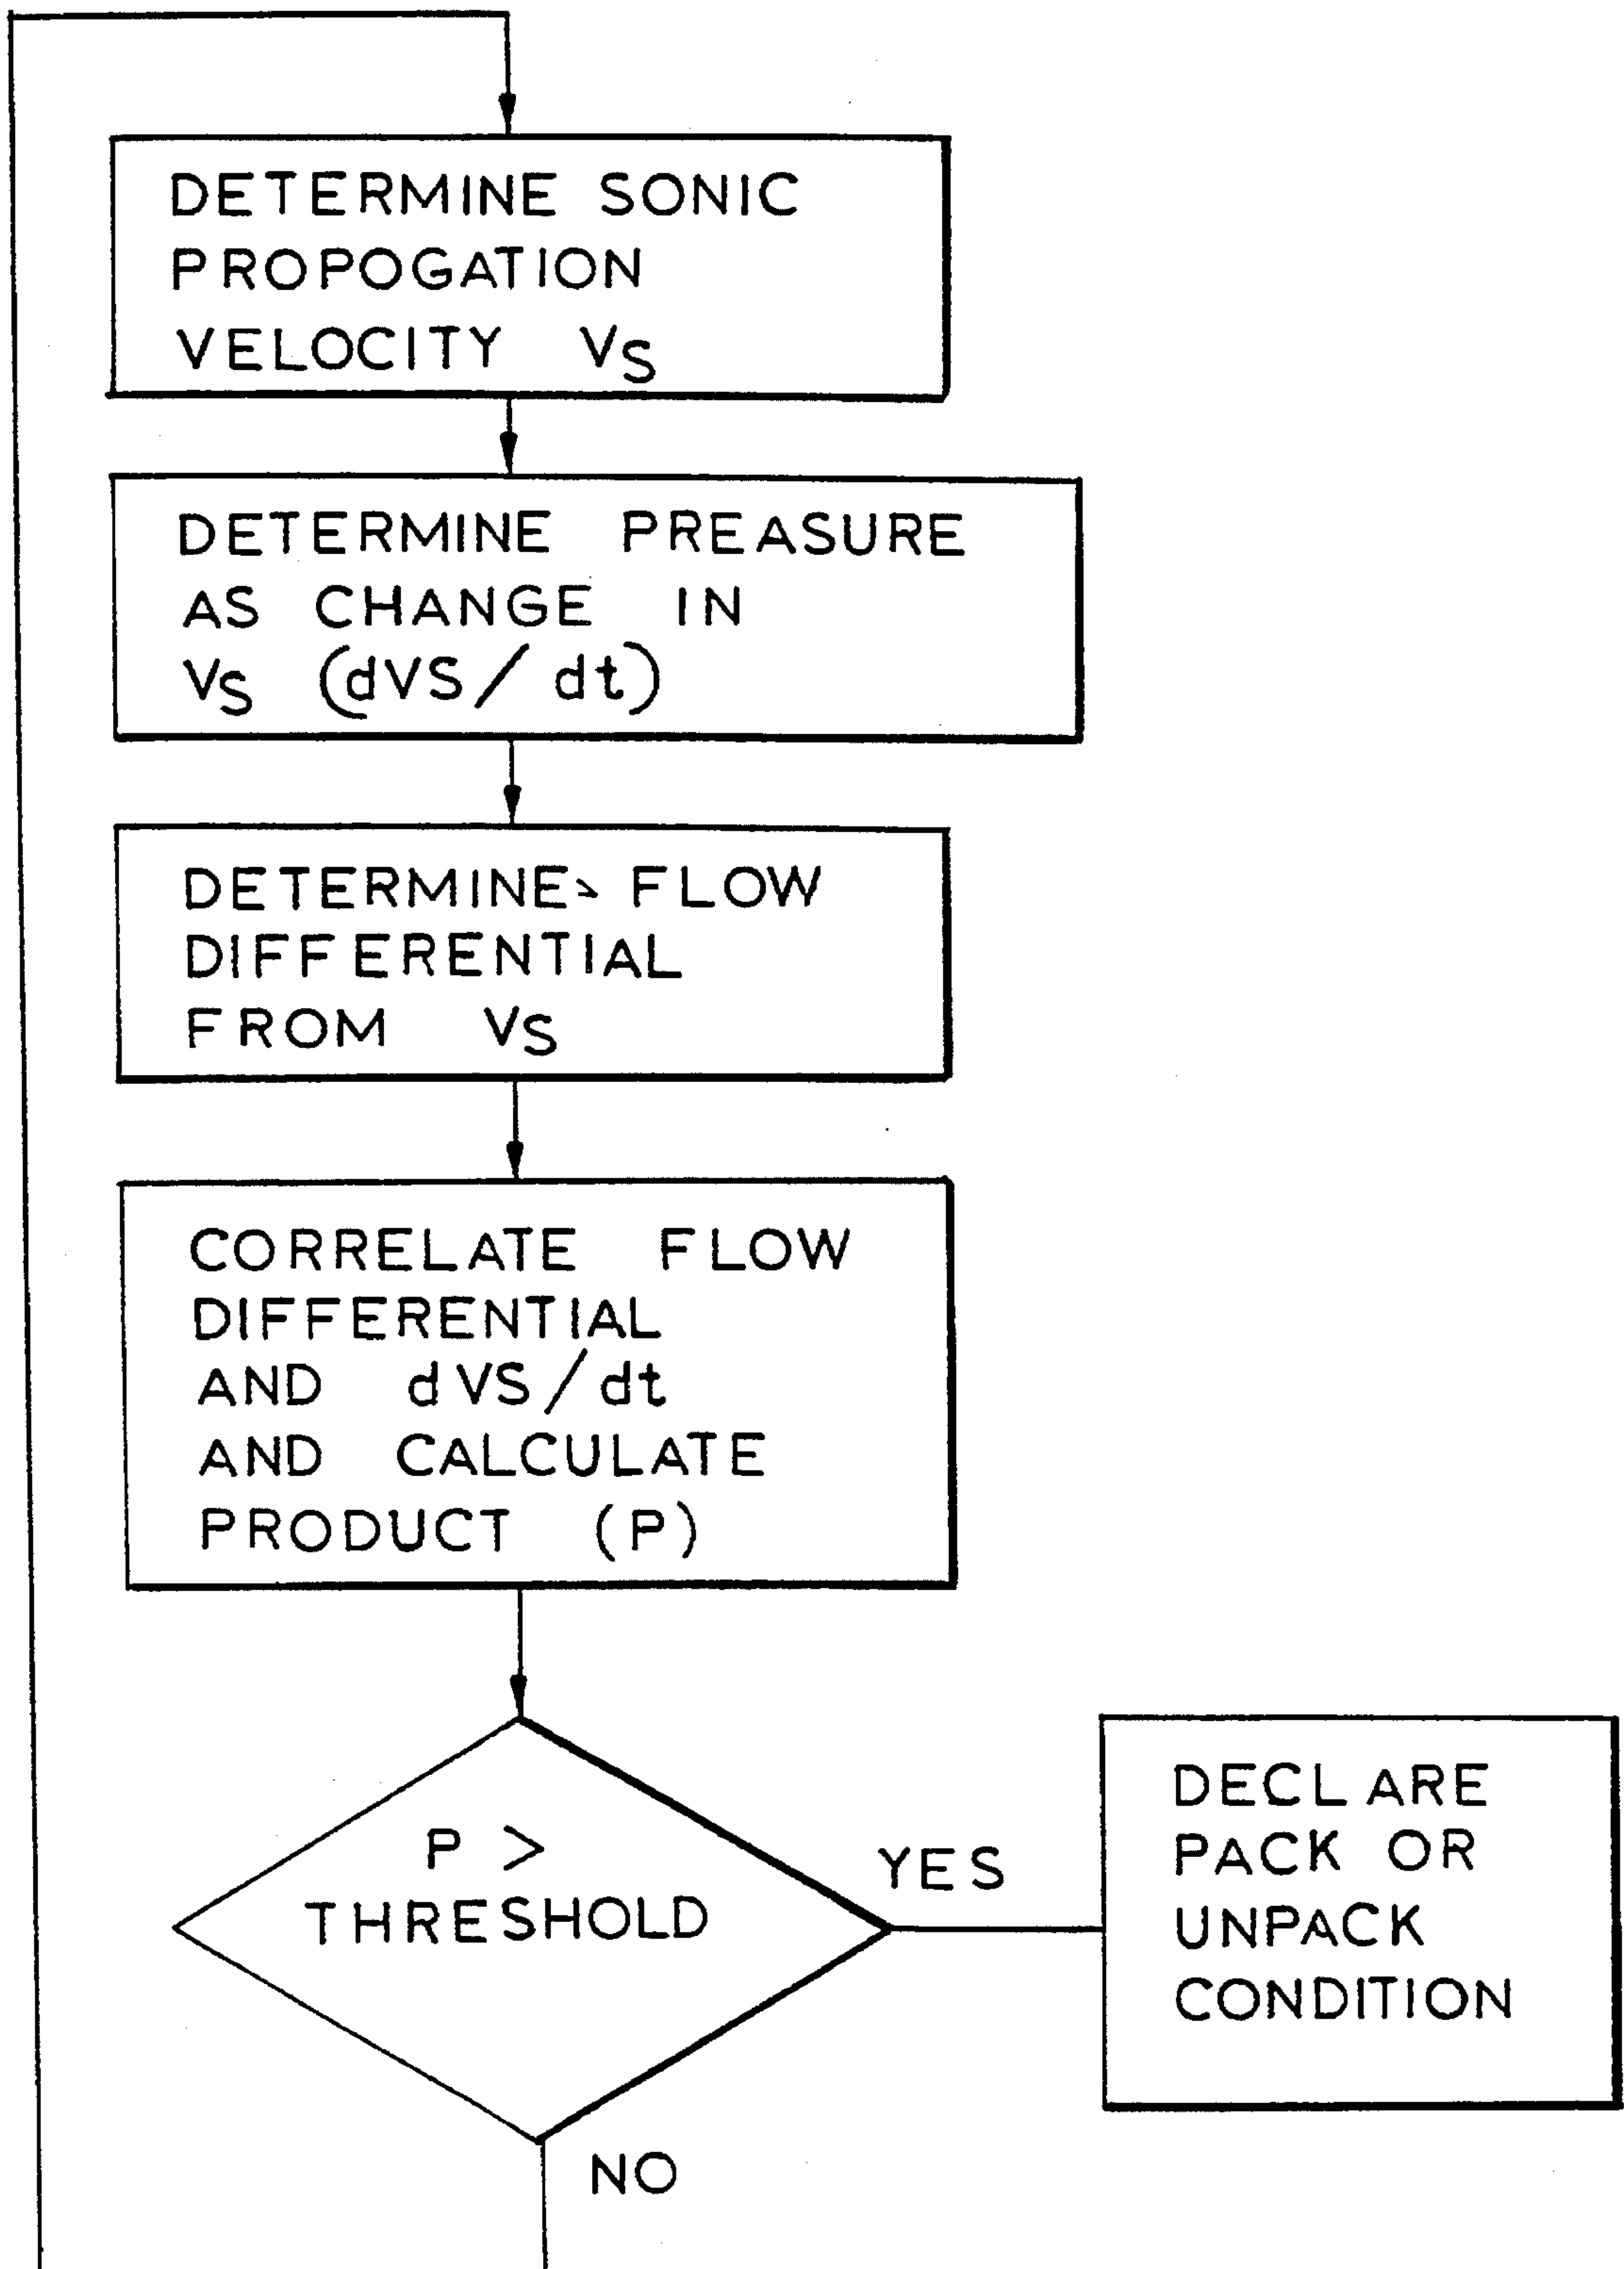 DETERMINE SONIC
PROPOGATION
VELOCITY VS
DETERMINE PREASURE
AS CHANGE IN
VS (dVS/dt)
DETERMINE FLOW
DIFFERENTIAL
FROM VS
CORRELATE FLOW
DIFFERENTIAL
AND dVS/dt
AND CALCULATE
PRODUCT (P)
P >
THRESHOLD
YES
DECLARE
PACK OR
UNPACK
CONDITION
NO